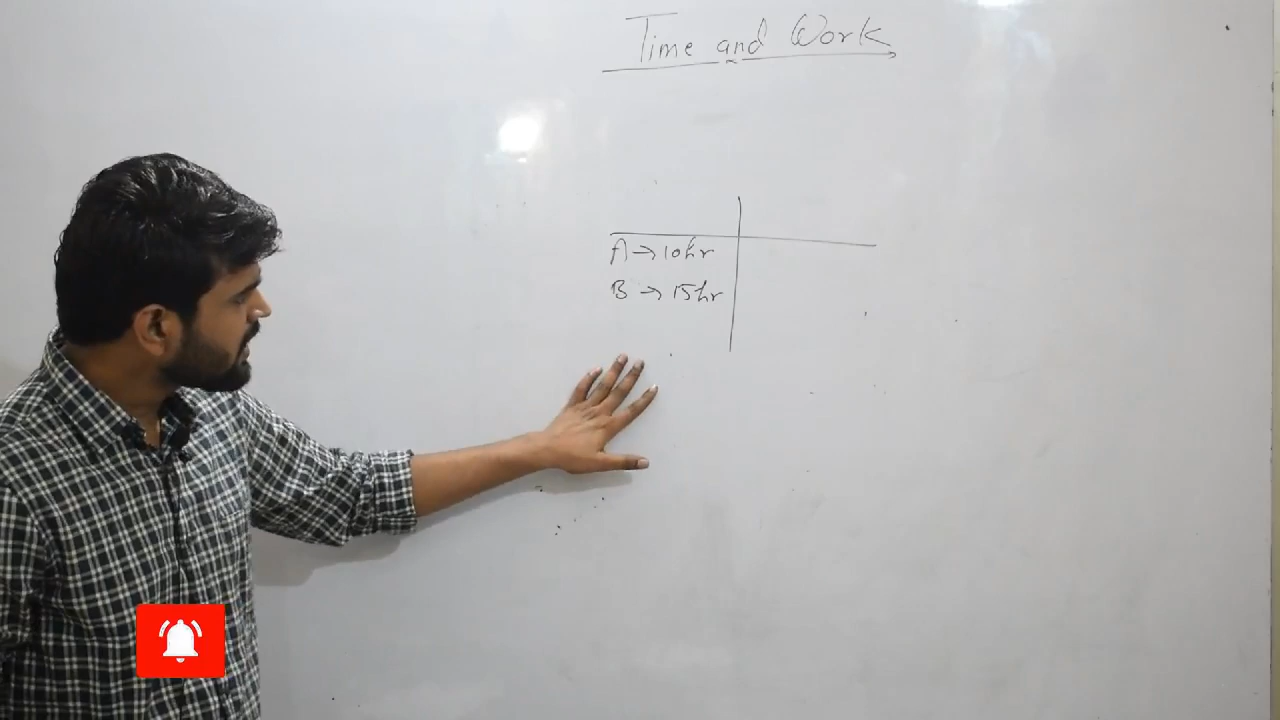 Time and Work
A → 10hr
B → 15hr